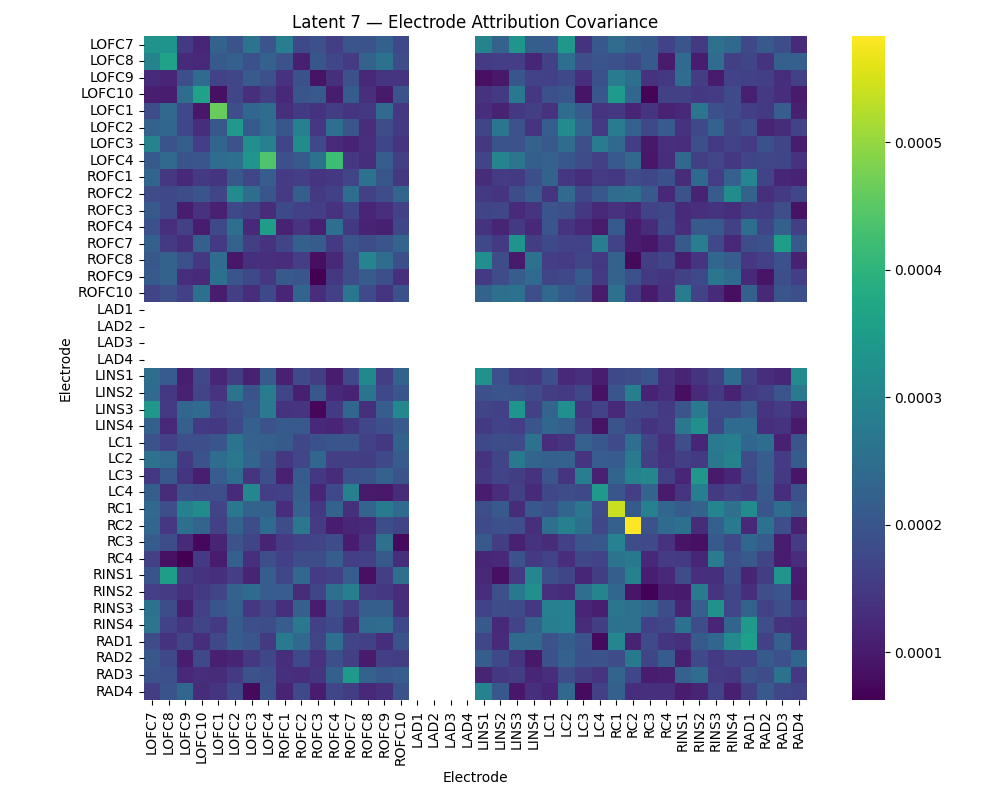 Latent 7 — Electrode Attribution Covariance
Electrode
LOFC7
LOFC8
LOFC9
LOFC10
LOFC1
LOFC2
LOFC3
LOFC4
ROFC1
ROFC2
ROFC3
ROFC4
ROFC7
ROFC8
ROFC9
ROFC10
LAD1
LAD2
LAD3
LAD4
LINS1
LINS2
LINS3
LINS4
LC1
LC2
LC3
LC4
RC1
RC2
RC3
RC4
RINS1
RINS2
RINS3
RINS4
RAD1
RAD2
RAD3
RAD4
LOFC7
LOFC8
LOFC9
LOFC10
LOFC1
LOFC2
LOFC3
LOFC4
ROFC1
ROFC2
ROFC3
ROFC4
ROFC7
ROFC8
ROFC9
ROFC10
LAD1
LAD2
LAD3
LAD4
LINS1
LINS2
LINS3
LINS4
LC1
LC2
LC3
LC4
RC1
RC2
RC3
RC4
RINS1
RINS2
RINS3
RINS4
RAD1
RAD2
RAD3
RAD4
Electrode
0.0005
0.0004
0.0003
0.0002
0.0001